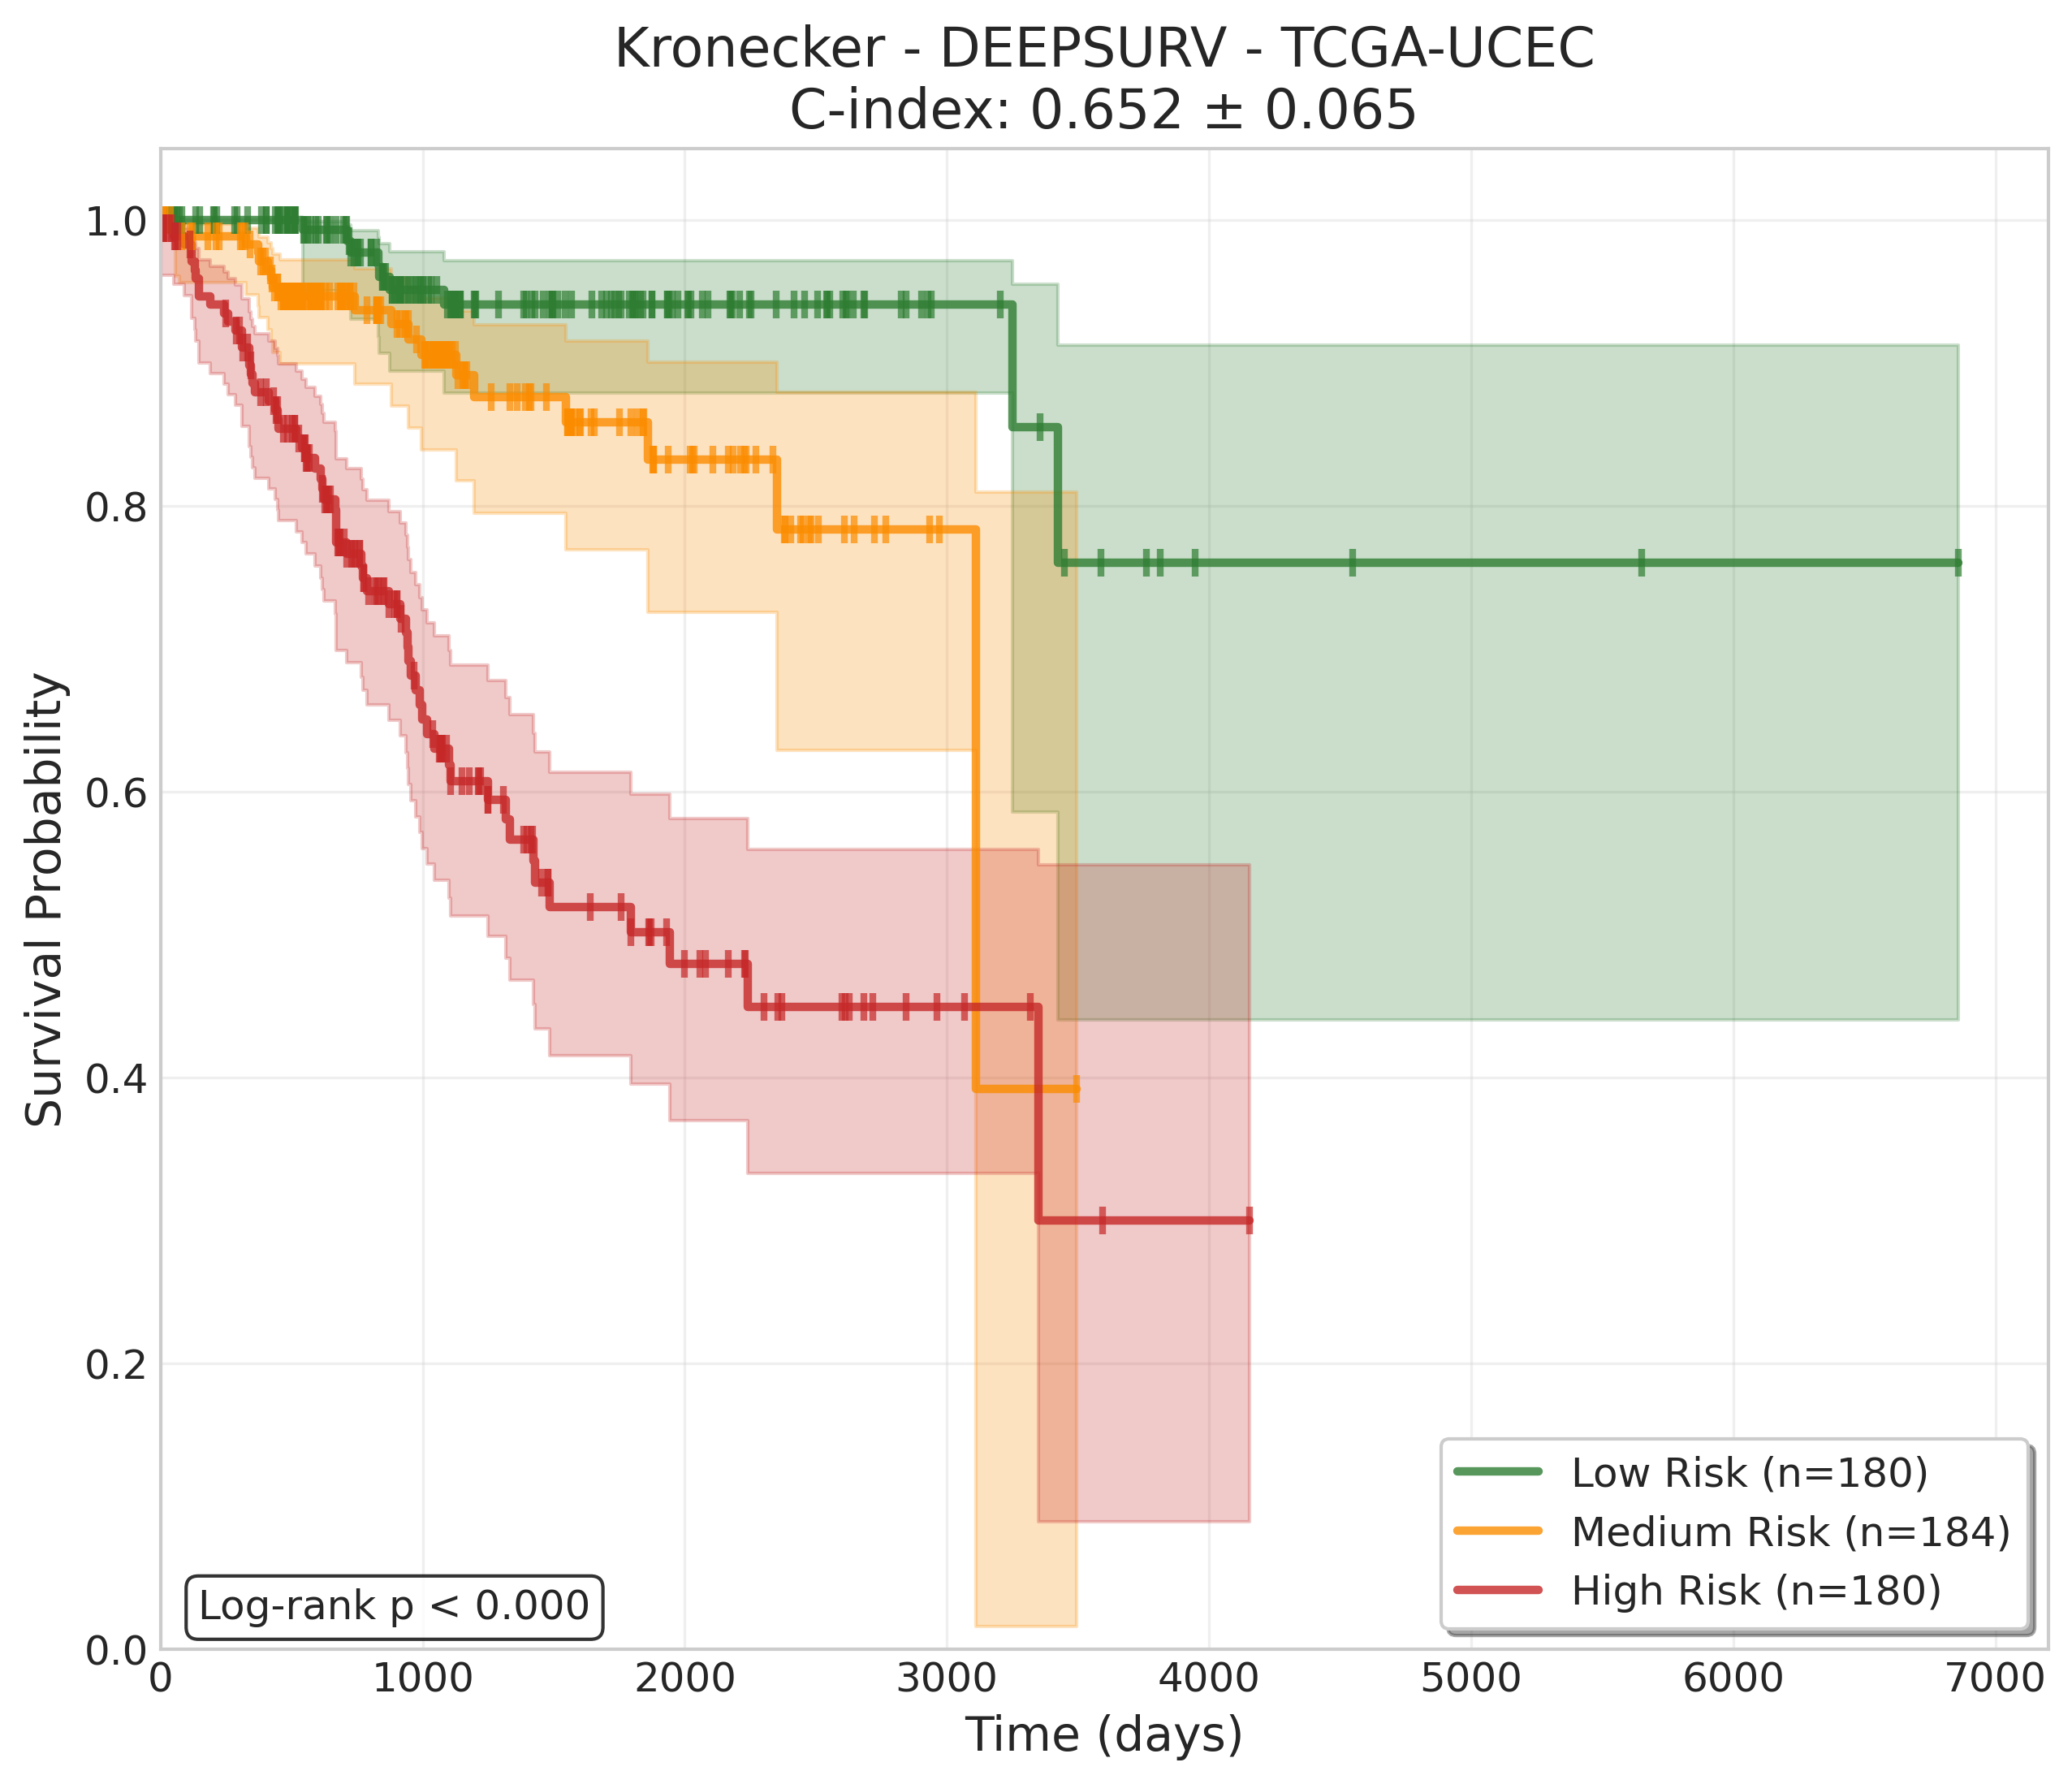 Kronecker - DEEPSURV - TCGA-UCEC
C-index: 0.652 ± 0.065
Survival Probability
1.0
0.8
0.6
0.4
0.2
0.0
0 1000 2000 3000 4000 5000 6000 7000
Time (days)
Log-rank p < 0.000
Low Risk (n=180)
Medium Risk (n=184)
High Risk (n=180)